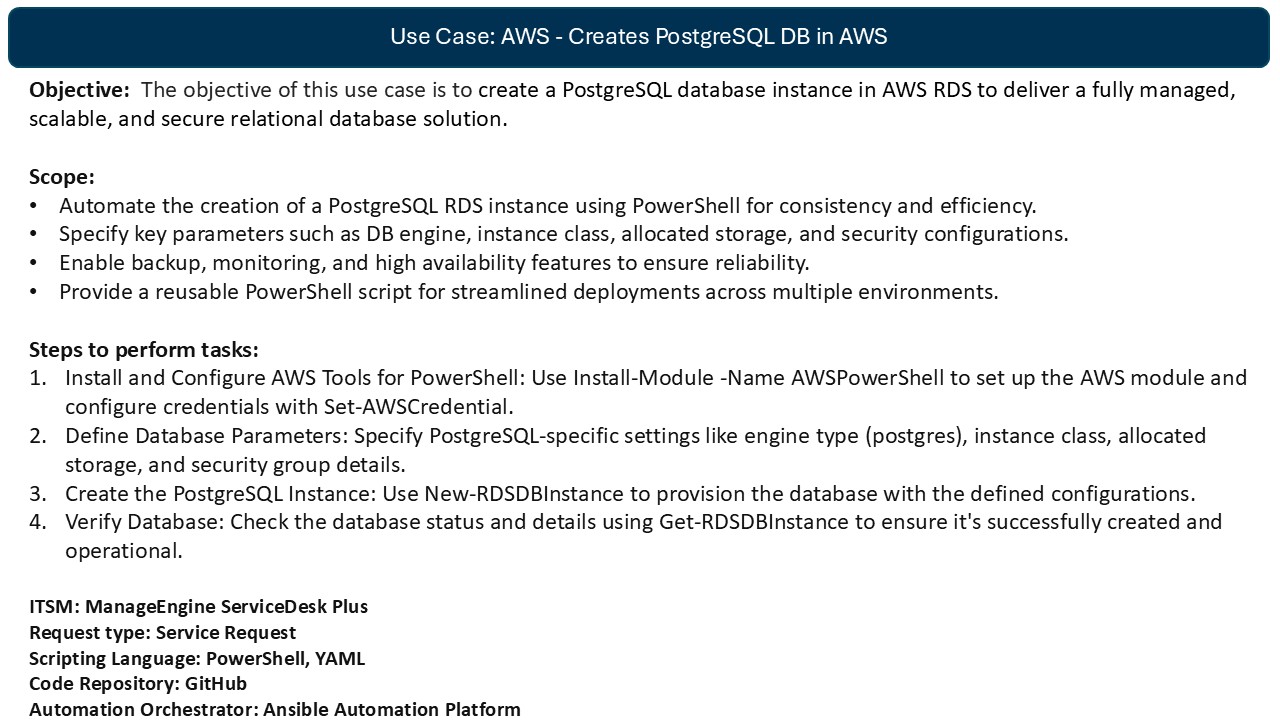 Use Case: AWS - Creates PostgreSQL DB in AWS
Objective: The objective of this use case is to create a PostgreSQL database instance in AWS RDS to deliver a fully managed,
scalable, and secure relational database solution.
Scope:
• Automate the creation of a PostgreSQL RDS instance using PowerShell for consistency and efficiency.
• Specify key parameters such as DB engine, instance class, allocated storage, and security configurations.
• Enable backup, monitoring, and high availability features to ensure reliability.
• Provide a reusable PowerShell script for streamlined deployments across multiple environments.
Steps to perform tasks:
1. Install and Configure AWS Tools for PowerShell: Use Install-Module -Name AWSPowerShell to set up the AWS module and
configure credentials with Set-AWSCredential.
2. Define Database Parameters: Specify PostgreSQL-specific settings like engine type (postgres), instance class, allocated
storage, and security group details.
3. Create the PostgreSQL Instance: Use New-RDSDBInstance to provision the database with the defined configurations.
4. Verify Database: Check the database status and details using Get-RDSDBInstance to ensure it's successfully created and
operational.
ITSM: ManageEngine ServiceDesk Plus
Request type: Service Request
Scripting Language: PowerShell, YAML
Code Repository: GitHub
Automation Orchestrator: Ansible Automation Platform